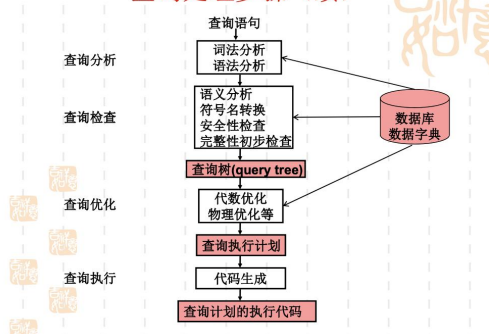 查询语句
查询分析
词法分析
语法分析
查询检查
语义分析
符号名转换
安全性检查
完整性初步检查
数据库
数据字典
查询树(query tree)
查询优化
代数优化
物理优化等
查询执行计划
查询执行
代码生成
查询计划的执行代码